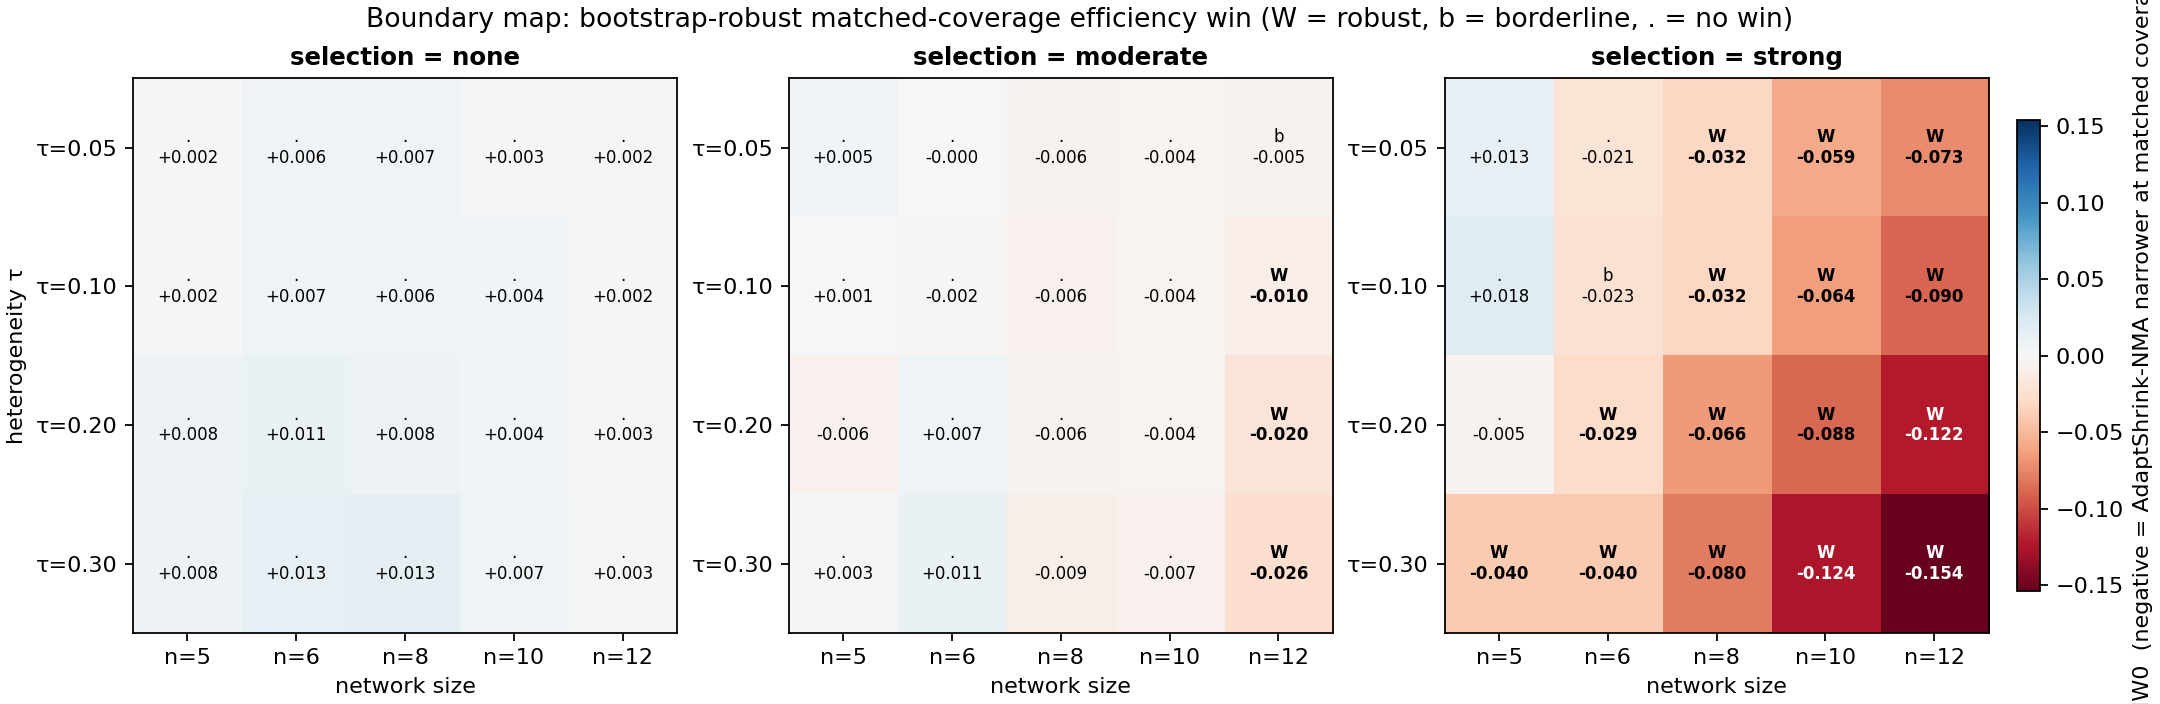 Boundary map: bootstrap-robust matched-coverage efficiency win (W = robust, b = borderline, . = no win)
selection = none
selection = moderate
selection = strong
heterogeneity τ
τ=0.05
. . . . .
+0.002 +0.006 +0.007 +0.003 +0.002
τ=0.10
. . . . .
+0.002 +0.007 +0.006 +0.004 +0.002
τ=0.20
. . . . .
+0.008 +0.011 +0.008 +0.004 +0.003
τ=0.30
. . . . .
+0.008 +0.013 +0.013 +0.007 +0.003
n=5 n=6 n=8 n=10 n=12
network size
τ=0.05
. . . . b
+0.005 -0.000 -0.006 -0.004 -0.005
τ=0.10
. . . . W
+0.001 -0.002 -0.006 -0.004 -0.010
τ=0.20
. . . . W
-0.006 +0.007 -0.006 -0.004 -0.020
τ=0.30
. . . . W
+0.003 +0.011 -0.009 -0.007 -0.026
n=5 n=6 n=8 n=10 n=12
network size
τ=0.05
. . W W W
+0.013 -0.021 -0.032 -0.059 -0.073
τ=0.10
. b W W W
+0.018 -0.023 -0.032 -0.064 -0.090
τ=0.20
. W W W W
-0.005 -0.029 -0.066 -0.088 -0.122
τ=0.30
W W W W W
-0.040 -0.040 -0.080 -0.124 -0.154
n=5 n=6 n=8 n=10 n=12
network size
0.15
0.10
0.05
0.00
−0.05
−0.10
−0.15
(negative = AdaptShrink-NMA narrower at matched